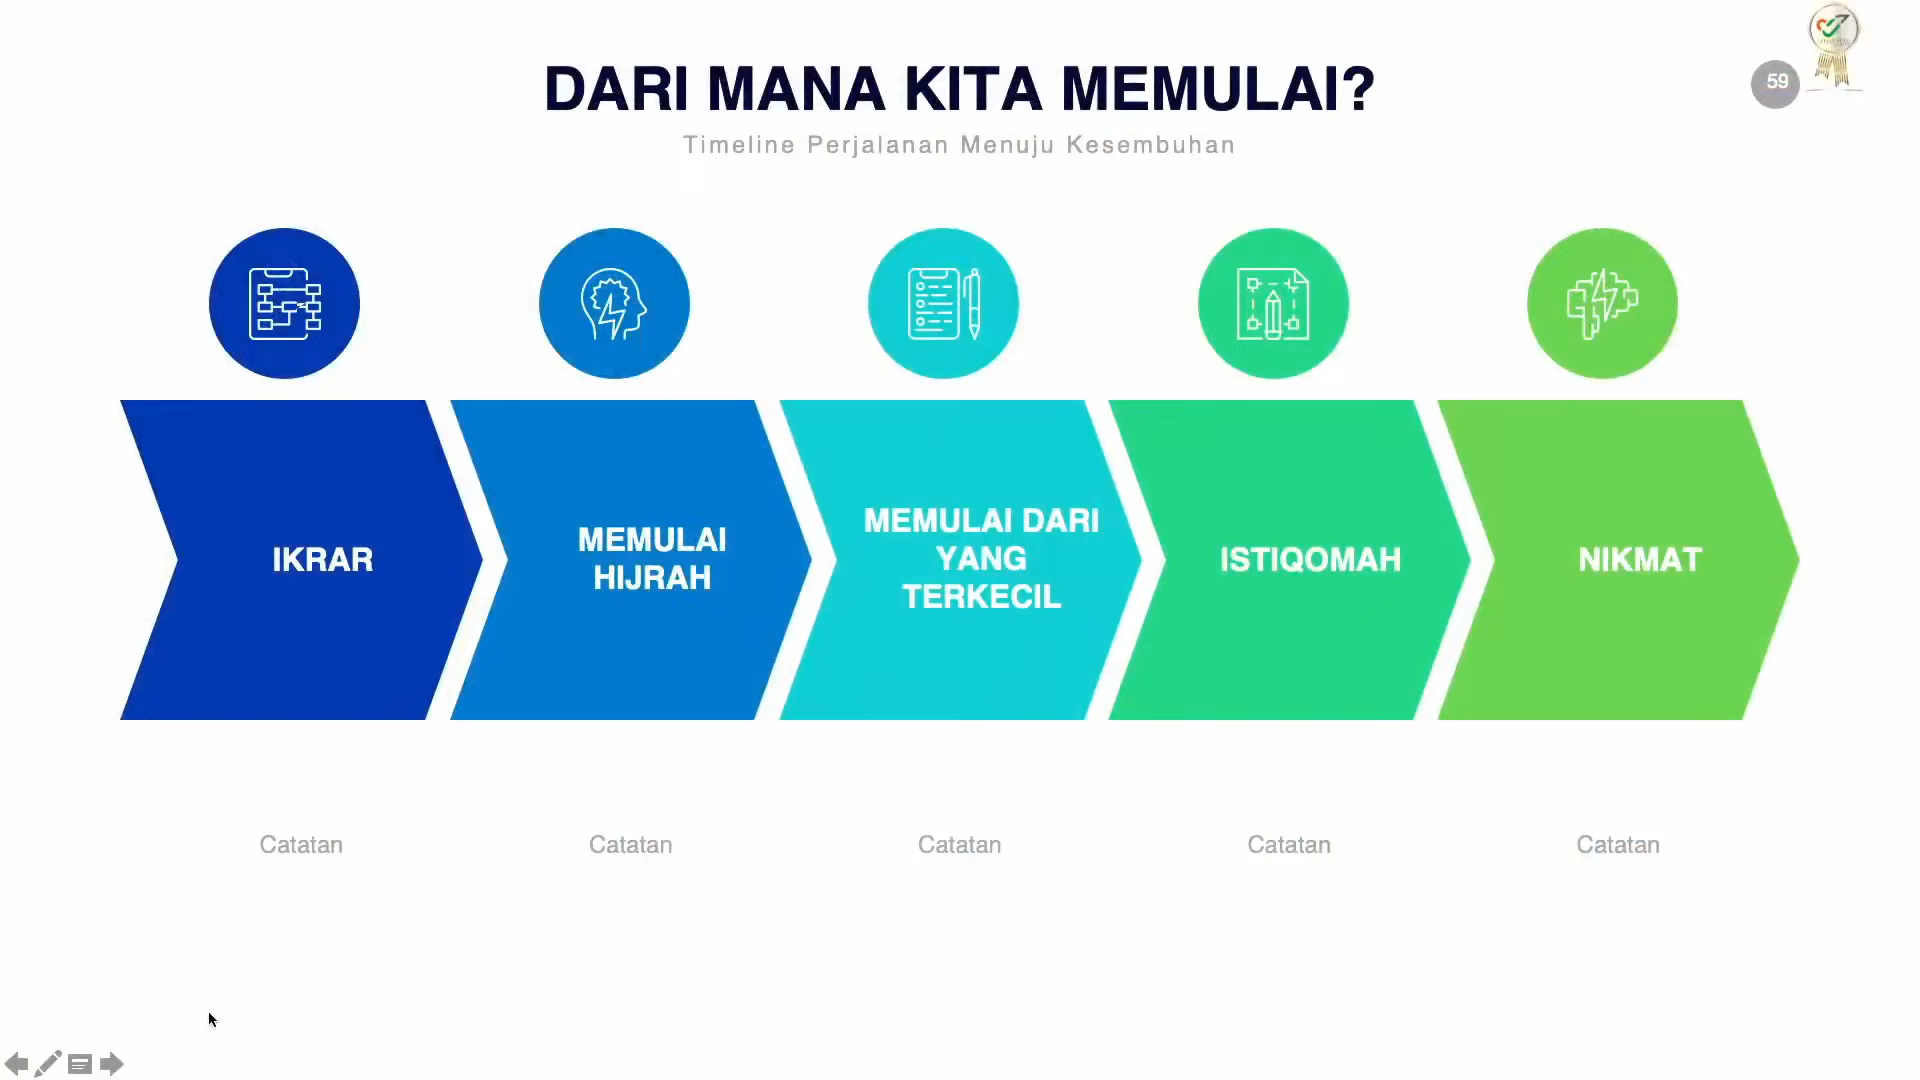 DARI MANA KITA MEMULAI?
59
Timeline Perjalanan Menuju Kesembuhan
IKRAR
MEMULAI
HIJRAH
MEMULAI DARI
YANG
TERKECIL
ISTIQOMAH
NIKMAT
Catatan
Catatan
Catatan
Catatan
Catatan